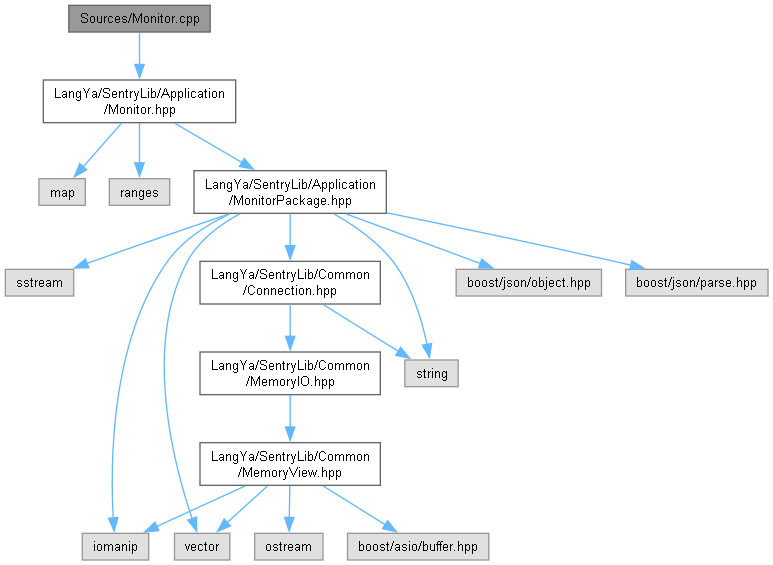 Sources/Monitor.cpp
LangYa/SentryLib/Application
/Monitor.hpp
map
ranges
LangYa/SentryLib/Application
/MonitorPackage.hpp
sstream
LangYa/SentryLib/Common
/Connection.hpp
boost/json/object.hpp
boost/json/parse.hpp
LangYa/SentryLib/Common
/MemoryIO.hpp
string
LangYa/SentryLib/Common
/MemoryView.hpp
iomanip
vector
ostream
boost/asio/buffer.hpp